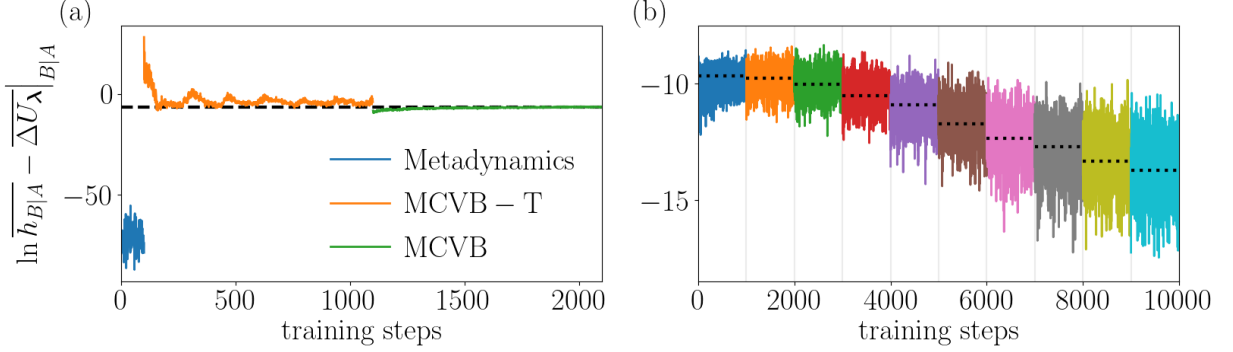 (a)
ln h̅_{B|A} − Δ̅U̅_λ|_{B|A}
0
−50
Metadynamics
MCVB − T
MCVB
0 500 1000 1500 2000
training steps
(b)
−10
−15
0 2000 4000 6000 8000 10000
training steps